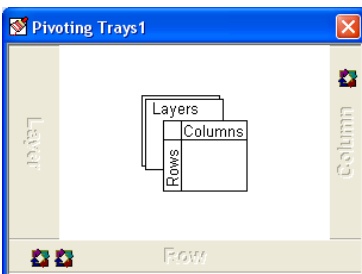 Pivoting Trays1
Layer
Layers
Columns
Rows
Column
Row